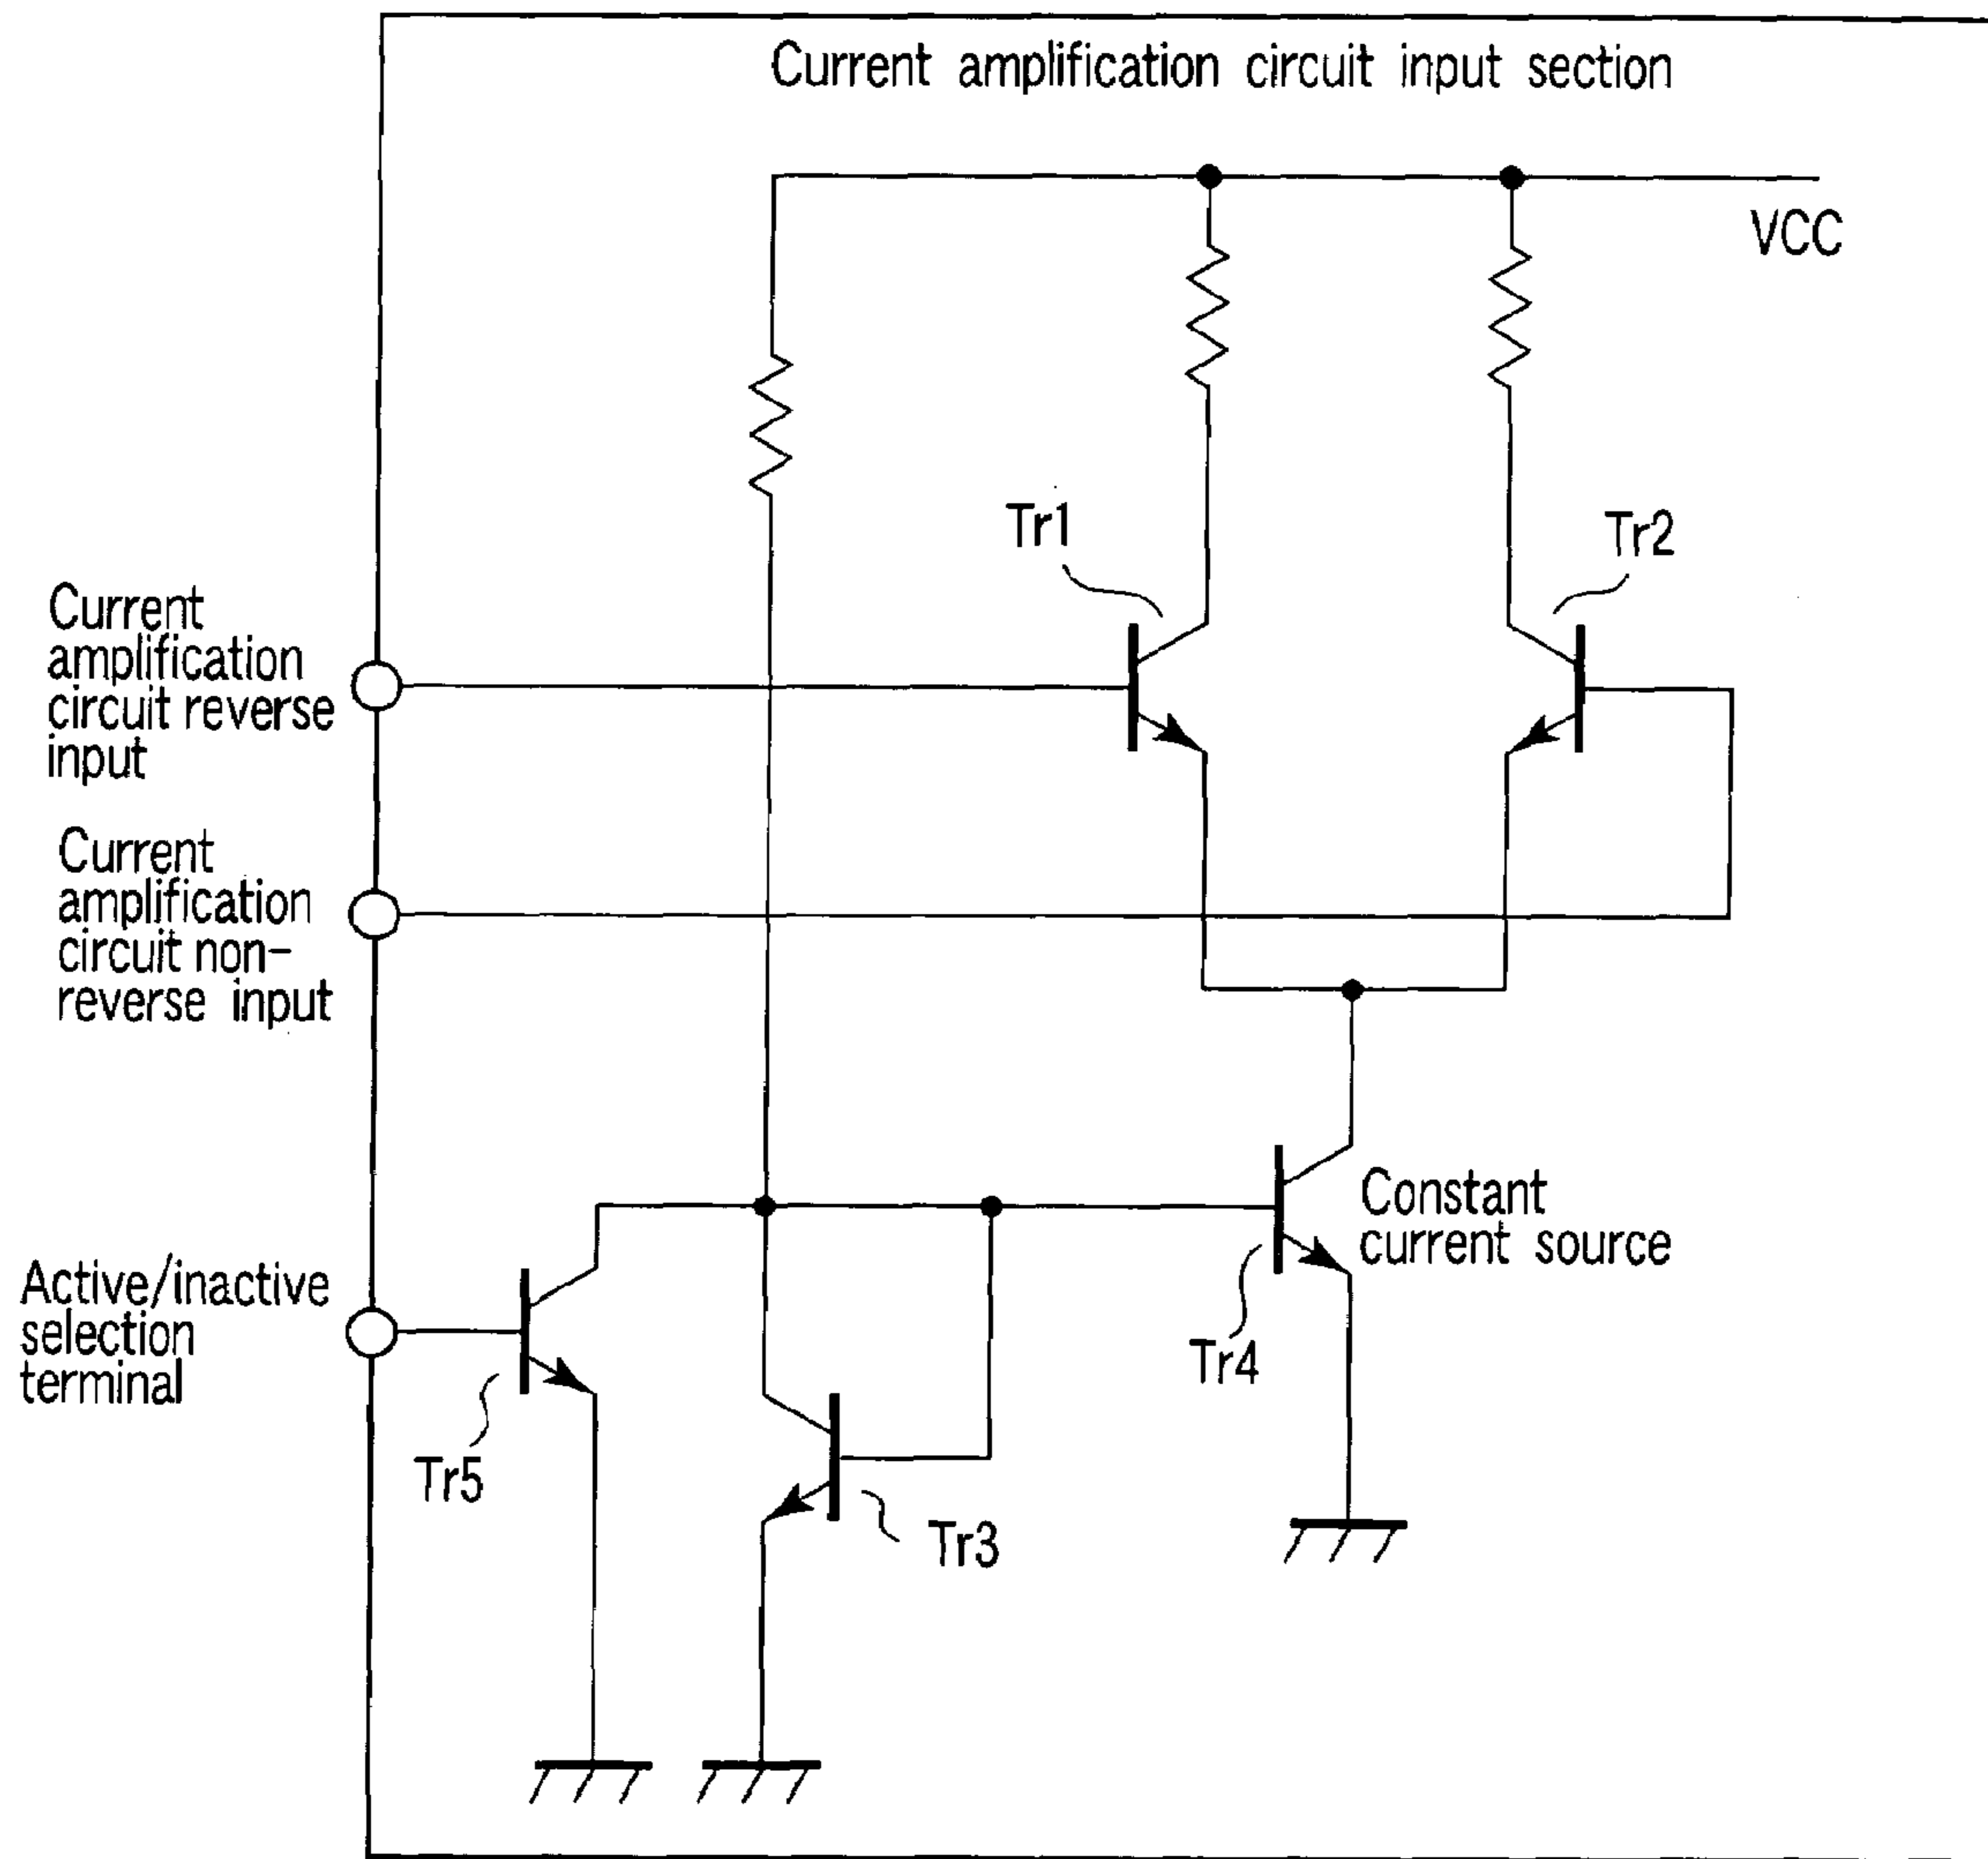 Current amplification circuit input section
VCC
Tr1
Tr2
Current
amplification
circuit reverse
input
Current
amplification
circuit non-
reverse input
Constant
current source
Active/inactive
selection
terminal
Tr4
Tr5
Tr3